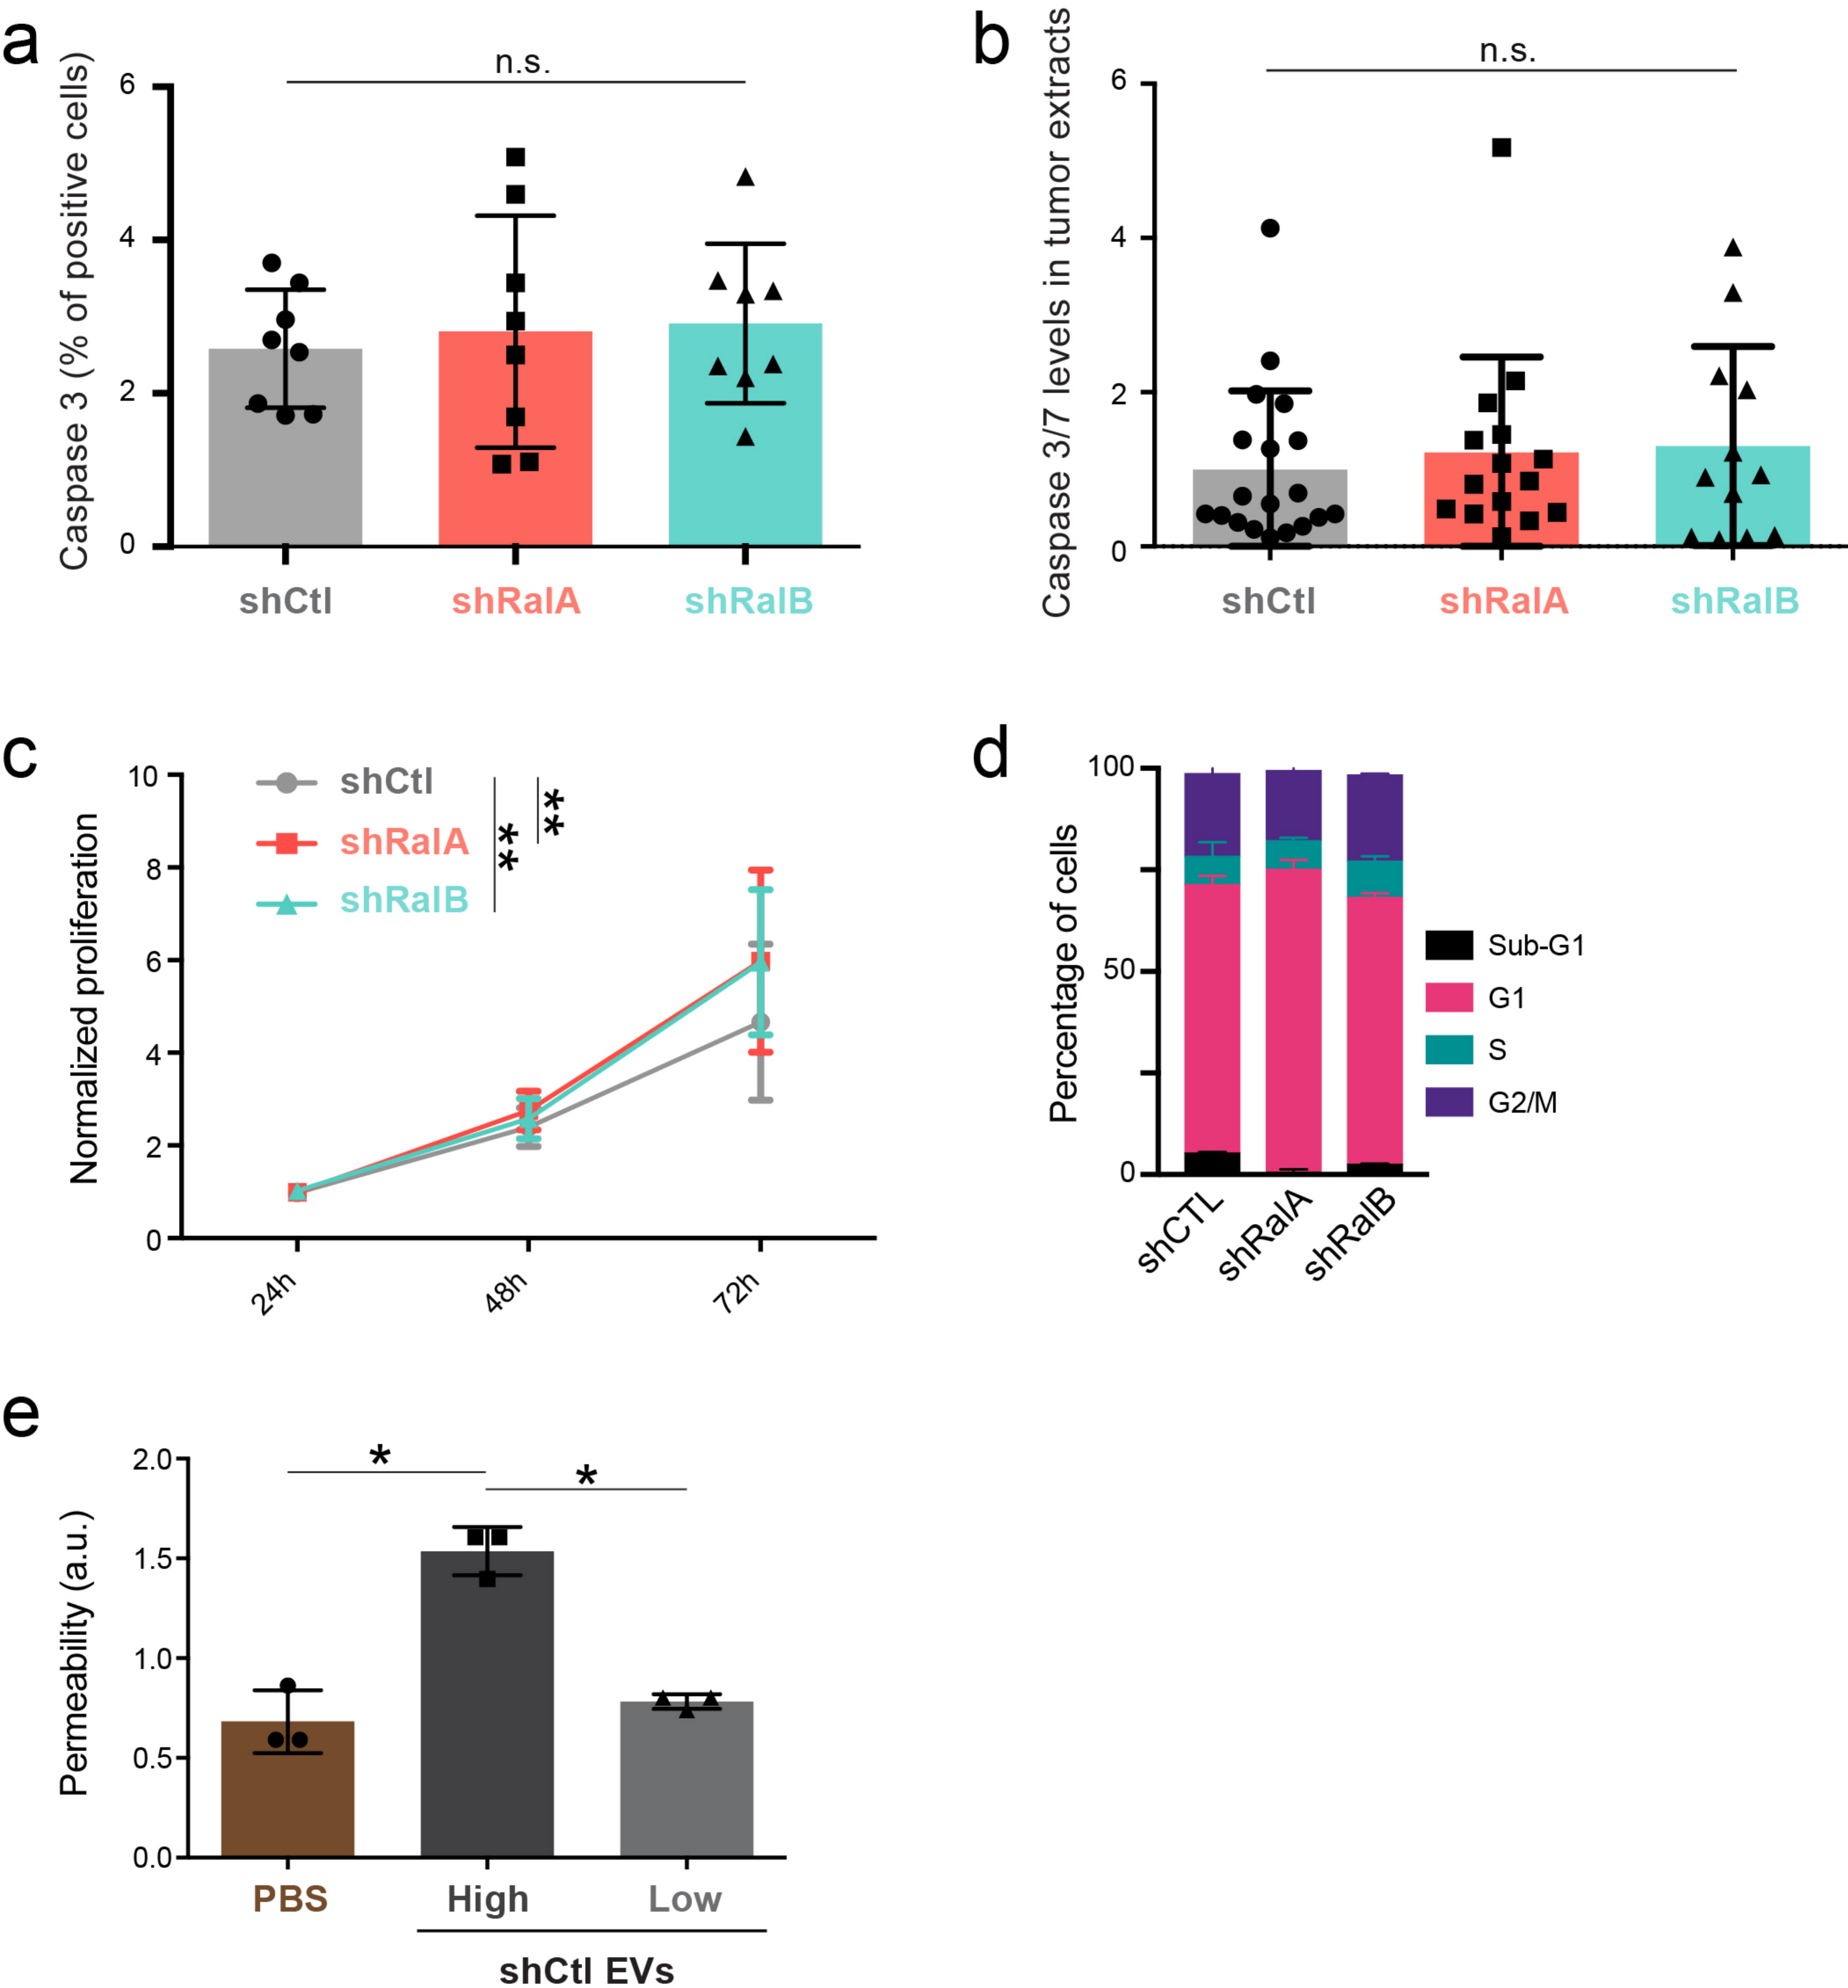 a
n.s.
Caspase 3 (% of positive cells)
6
4
2
0
shCtl
shRalA
shRalB
b
n.s.
Caspase 3/7 levels in tumor extracts
6
4
2
0
shCtl
shRalA
shRalB
c
Normalized proliferation
10
8
6
4
2
0
shCtl
shRalA
shRalB
**
**
24h
48h
72h
d
Percentage of cells
100
50
0
shCTL
shRalA
shRalB
Sub-G1
G1
S
G2/M
e
Permeability (a.u.)
2.0
1.5
1.0
0.5
0.0
*
*
PBS
High
Low
shCtl EVs